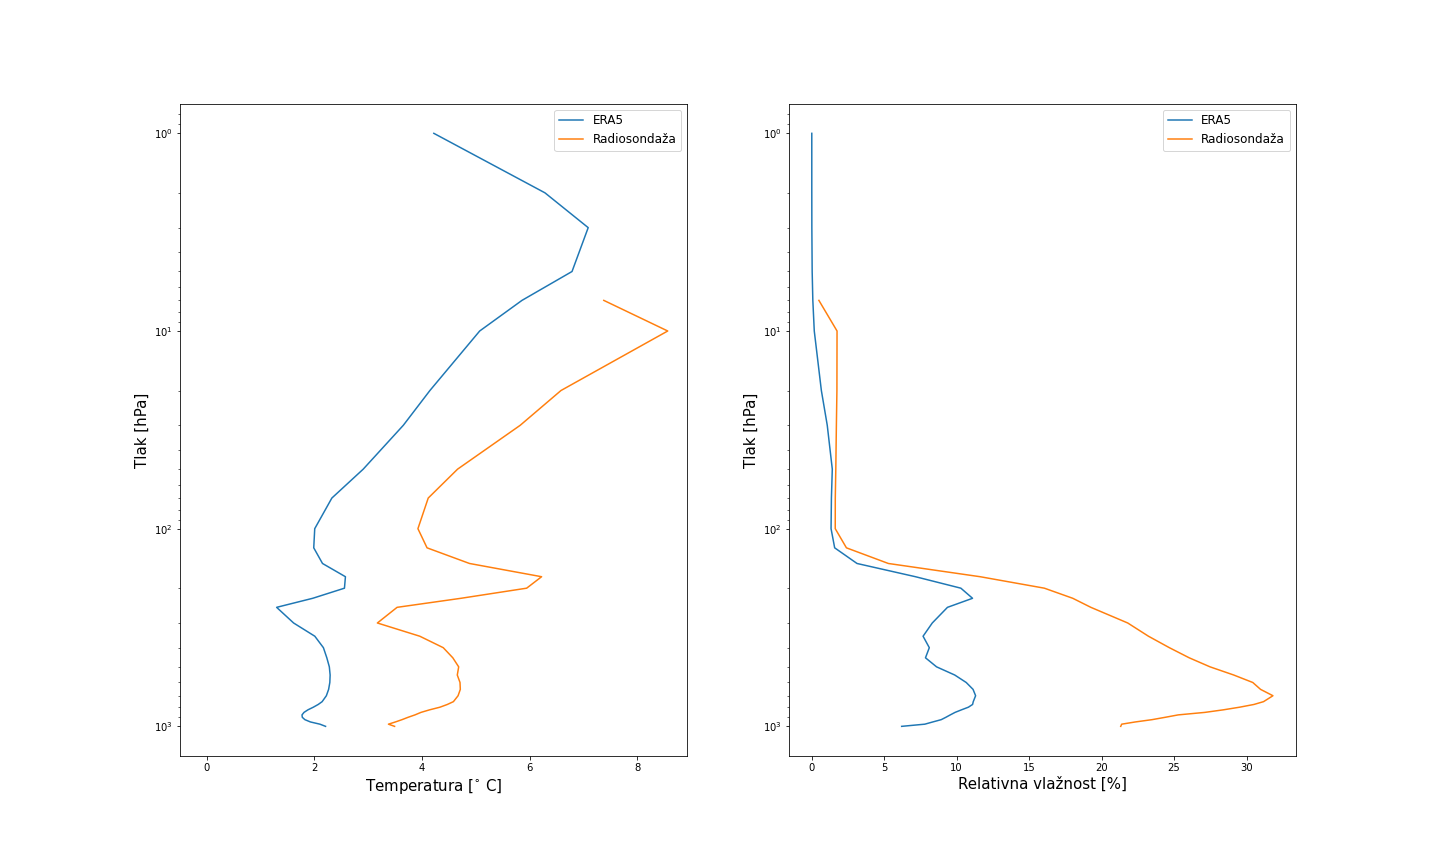 ERA5
Radiosondaža
10⁰
10¹
10²
10³
Tlak [hPa]
0 2 4 6 8
Temperatura [° C]
ERA5
Radiosondaža
10⁰
10¹
10²
10³
Tlak [hPa]
0 5 10 15 20 25 30
Relativna vlažnost [%]